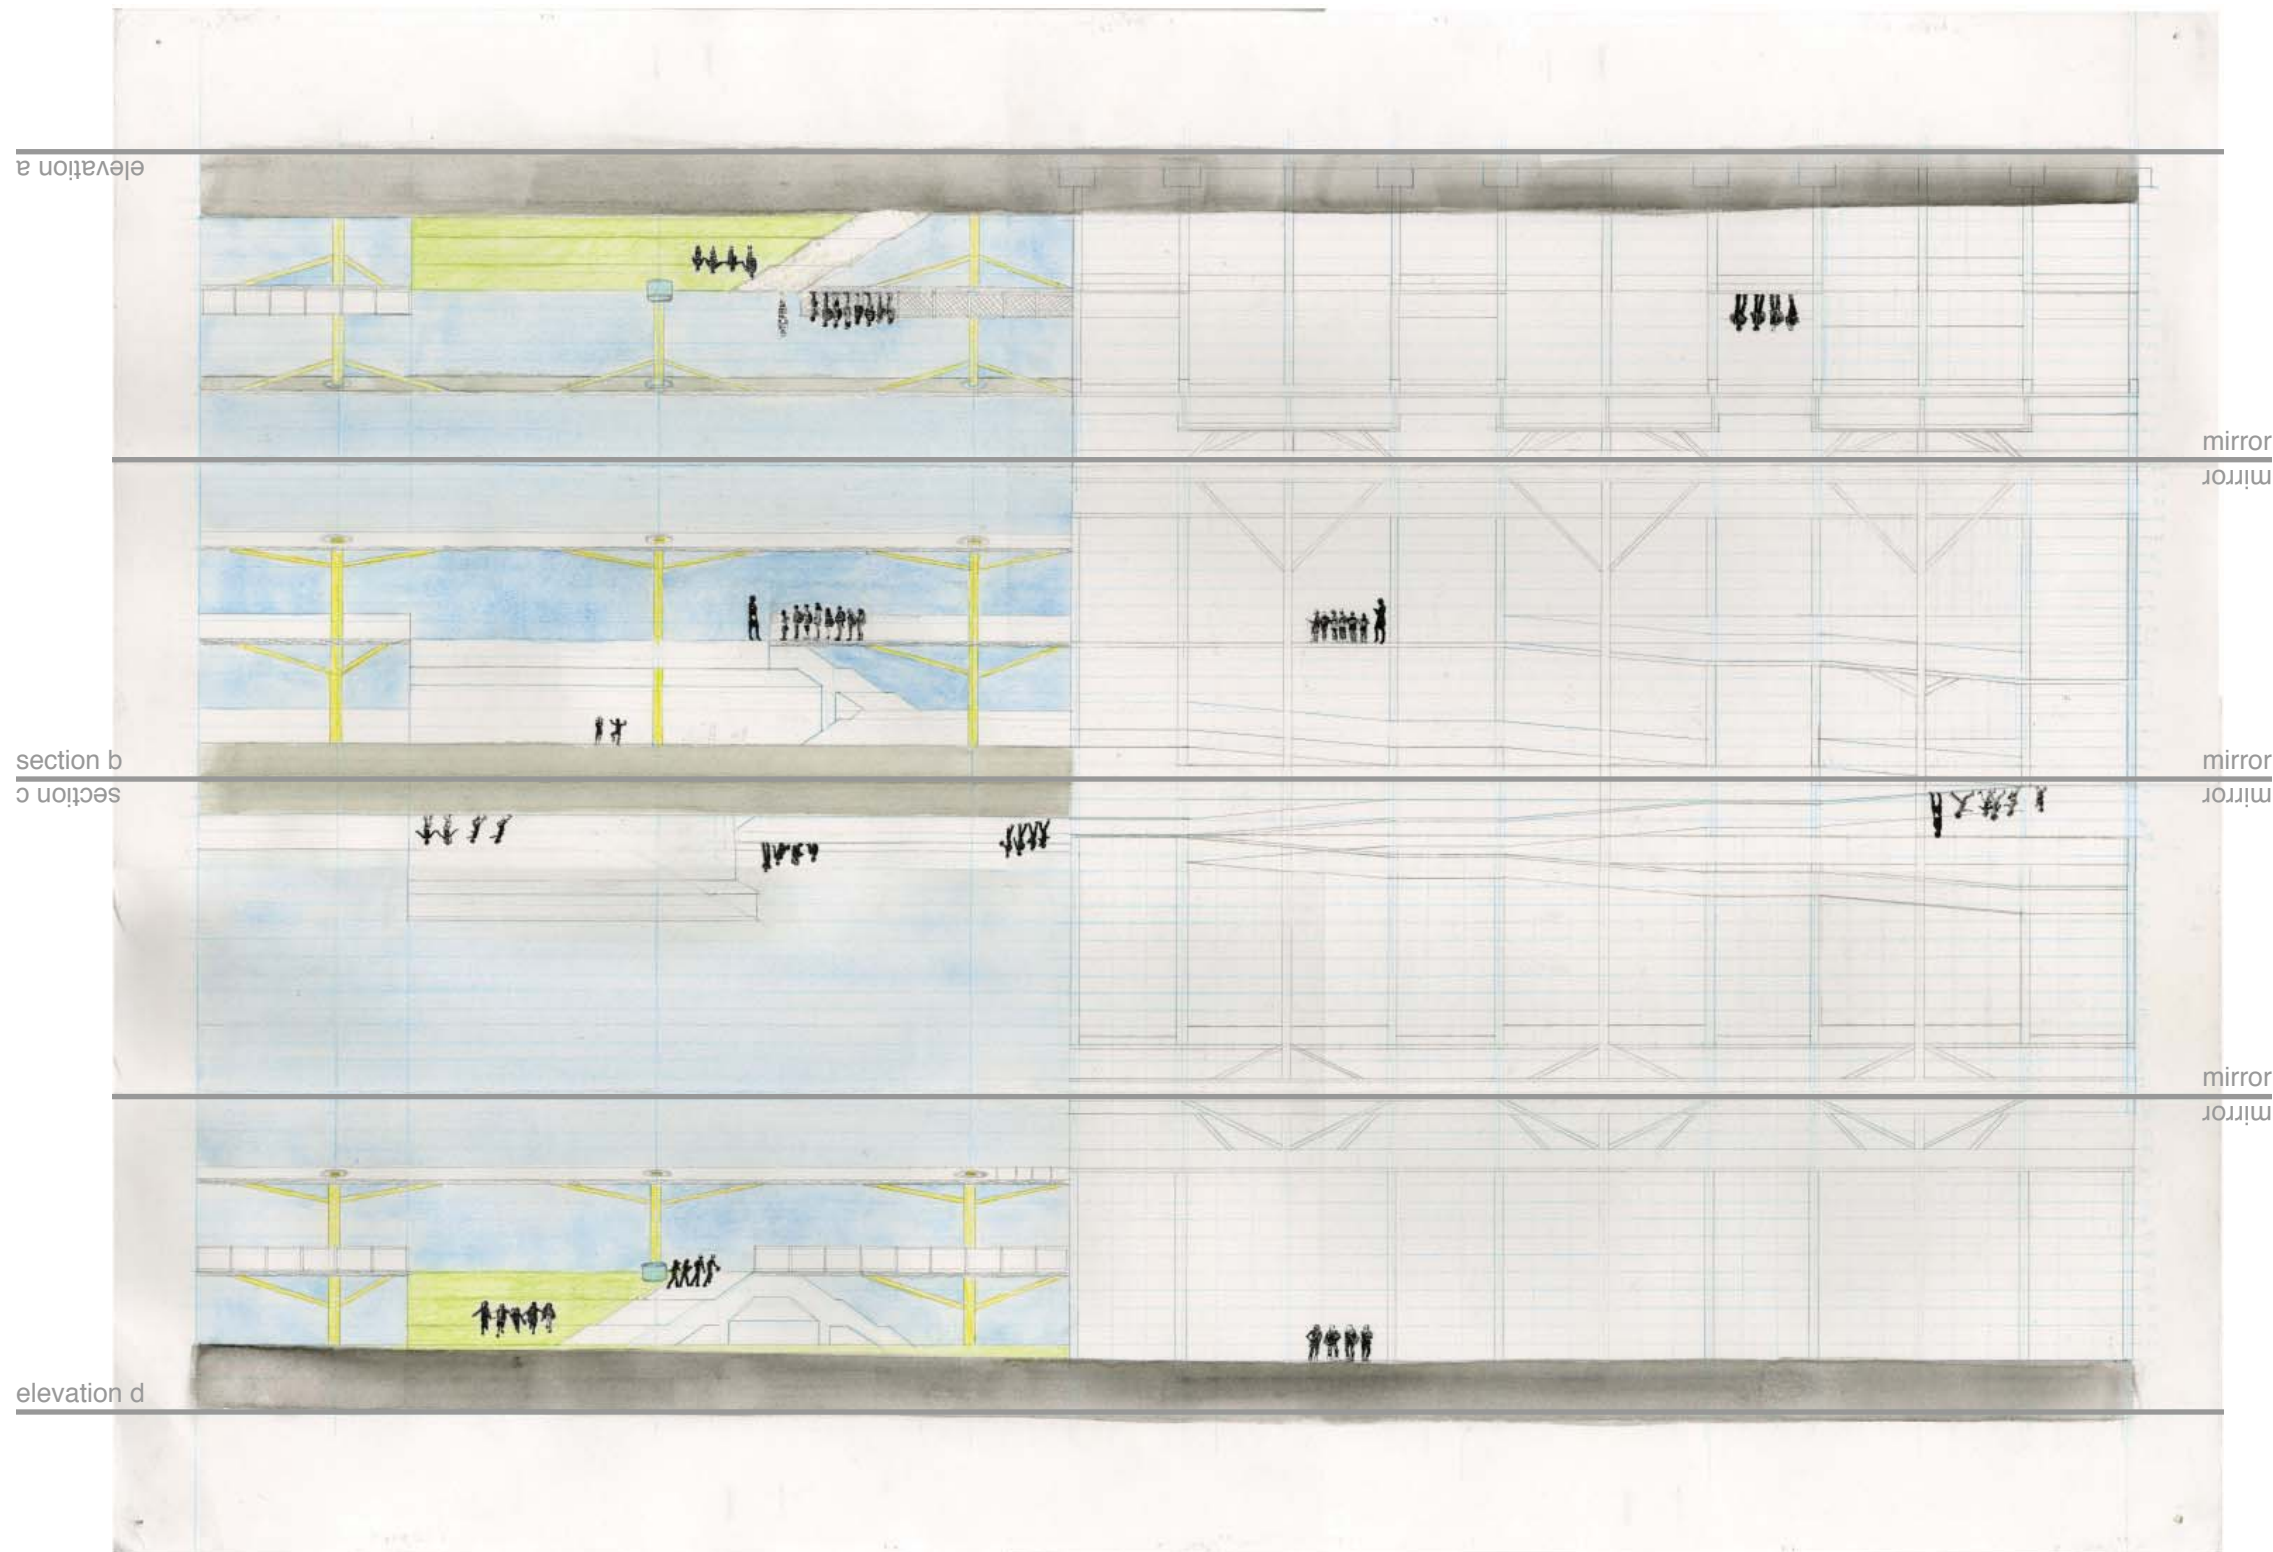 elevation a
mirror
mirror
section b
mirror
section c
mirror
mirror
mirror
elevation d